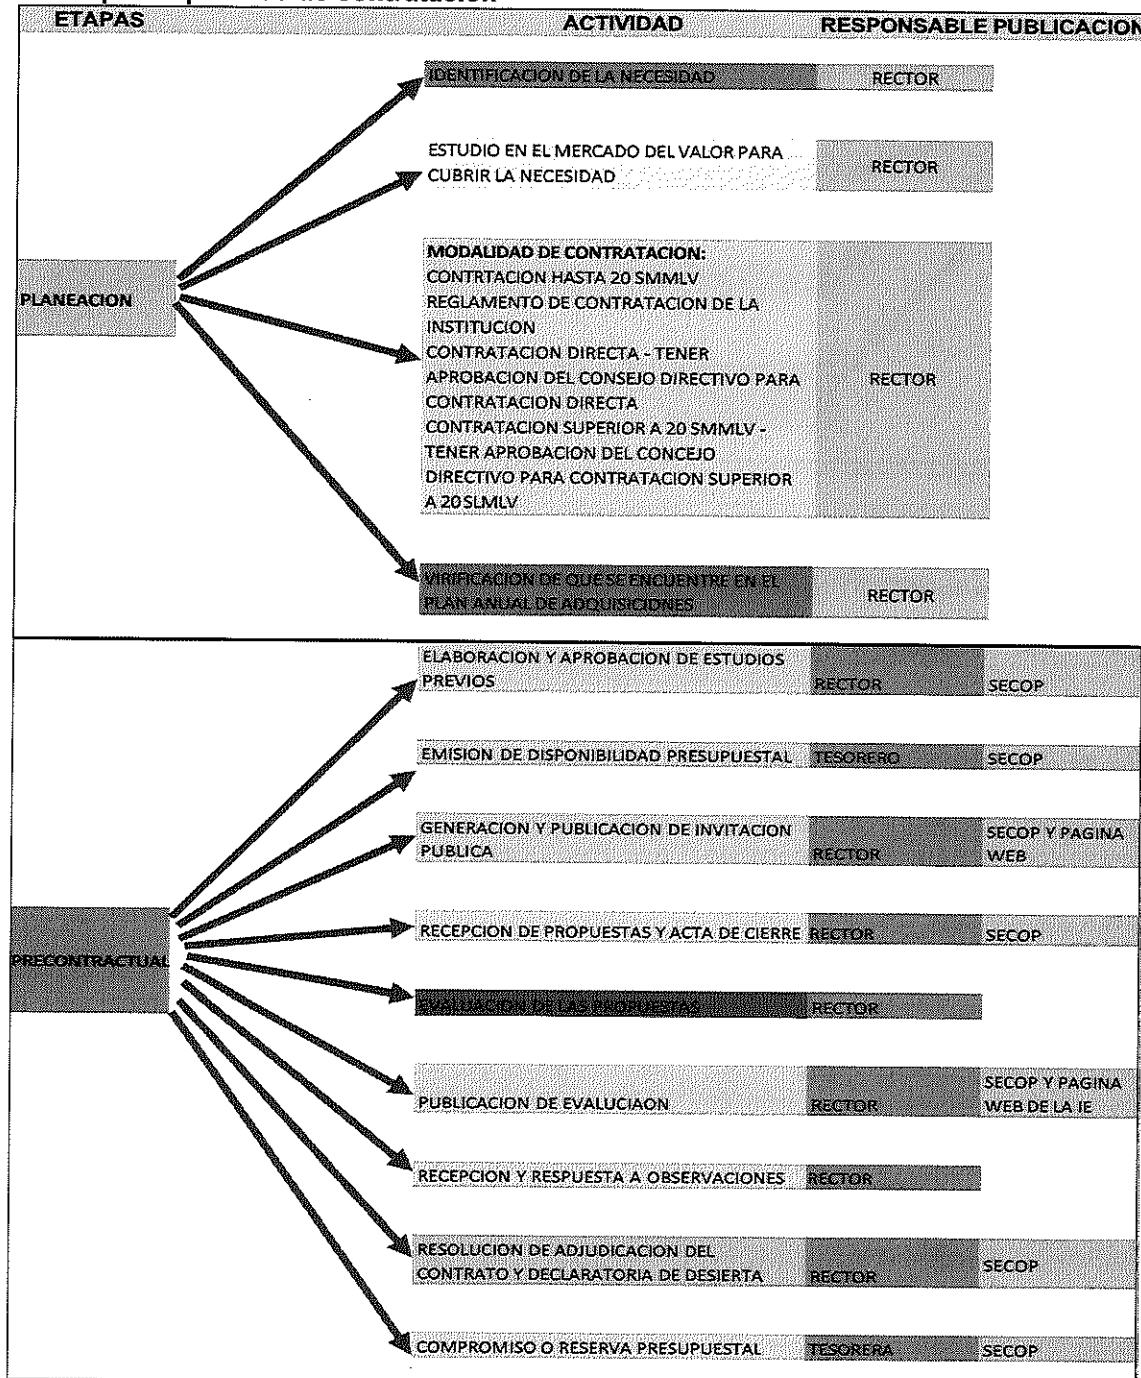 de contratación
ETAPAS ACTIVIDAD RESPONSABLE PUBLICACION
IDENTIFICACION DE LA NECESIDAD RECTOR
ESTUDIO EN EL MERCADO DEL VALOR PARA
CUBRIR LA NECESIDAD
RECTOR
PLANEACION
MODALIDAD DE CONTRATACION:
CONTRTACION HASTA 20 SMMLV
REGLAMENTO DE CONTRATACION DE LA
INSTITUCION
CONTRATACION DIRECTA - TENER
APROBACION DEL CONSEJO DIRECTIVO PARA
CONTRATACION DIRECTA
CONTRATACION SUPERIOR A 20 SMMLV -
TENER APROBACION DEL CONCEJO
DIRECTIVO PARA CONTRATACION SUPERIOR
A 20 SLMLV
RECTOR
VIRIFICACION DE QUE SE ENCUENTRE EN EL
PLAN ANUAL DE ADQUISICIDNES
RECTOR
ELABORACION Y APROBACION DE ESTUDIOS
PREVIOS RECTOR SECOP
EMISION DE DISPONIBILIDAD PRESUPUESTAL TESORERO SECOP
GENERACION Y PUBLICACION DE INVITACION
PUBLICA
RECTOR
SECOP Y PAGINA
WEB
PRECONTRACTUAL
RECEPCION DE PROPUESTAS Y ACTA DE CIERRE RECTOR SECOP
EVALUACION DE LAS PROPUESTAS RECTOR
PUBLICACION DE EVALUCIAON RECTOR
SECOP Y PAGINA
WEB DE LA IE
RECEPCION Y RESPUESTA A OBSERVACIONES RECTOR
RESOLUCION DE ADJUDICACION DEL
CONTRATO Y DECLARATORIA DE DESIERTA RECTOR SECOP
COMPROMISO O RESERVA PRESUPUESTAL TESORERA SECOP